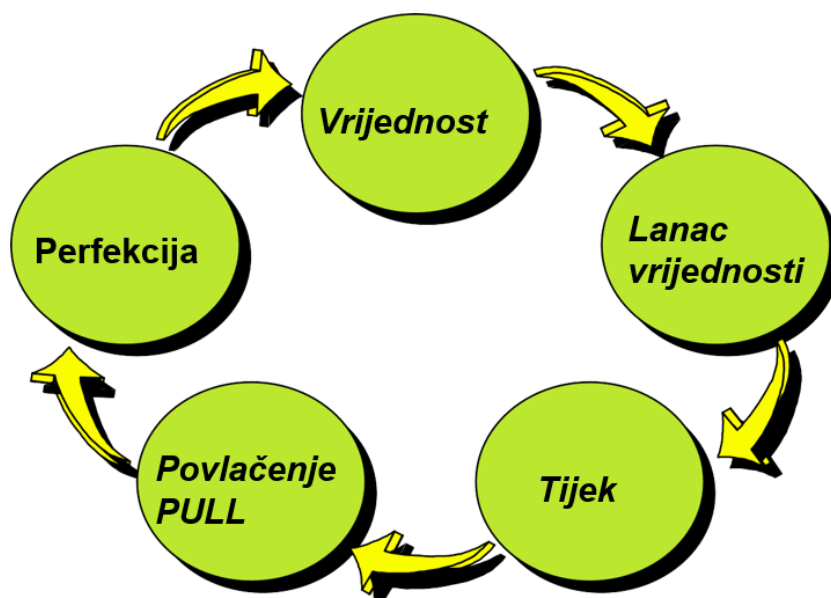 Vrijednost
Lanac
vrijednosti
Tijek
Povlačenje
PULL
Perfekcija